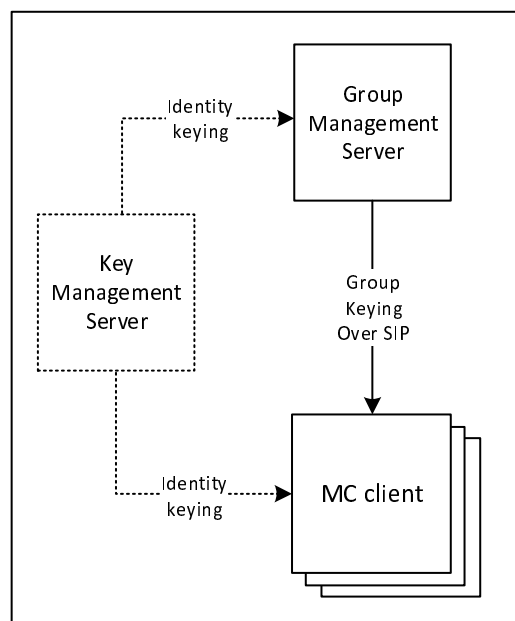 Identity
keying
Group
Management
Server
Key
Management
Server
Group
Keying
Over SIP
Identity
keying
MC client